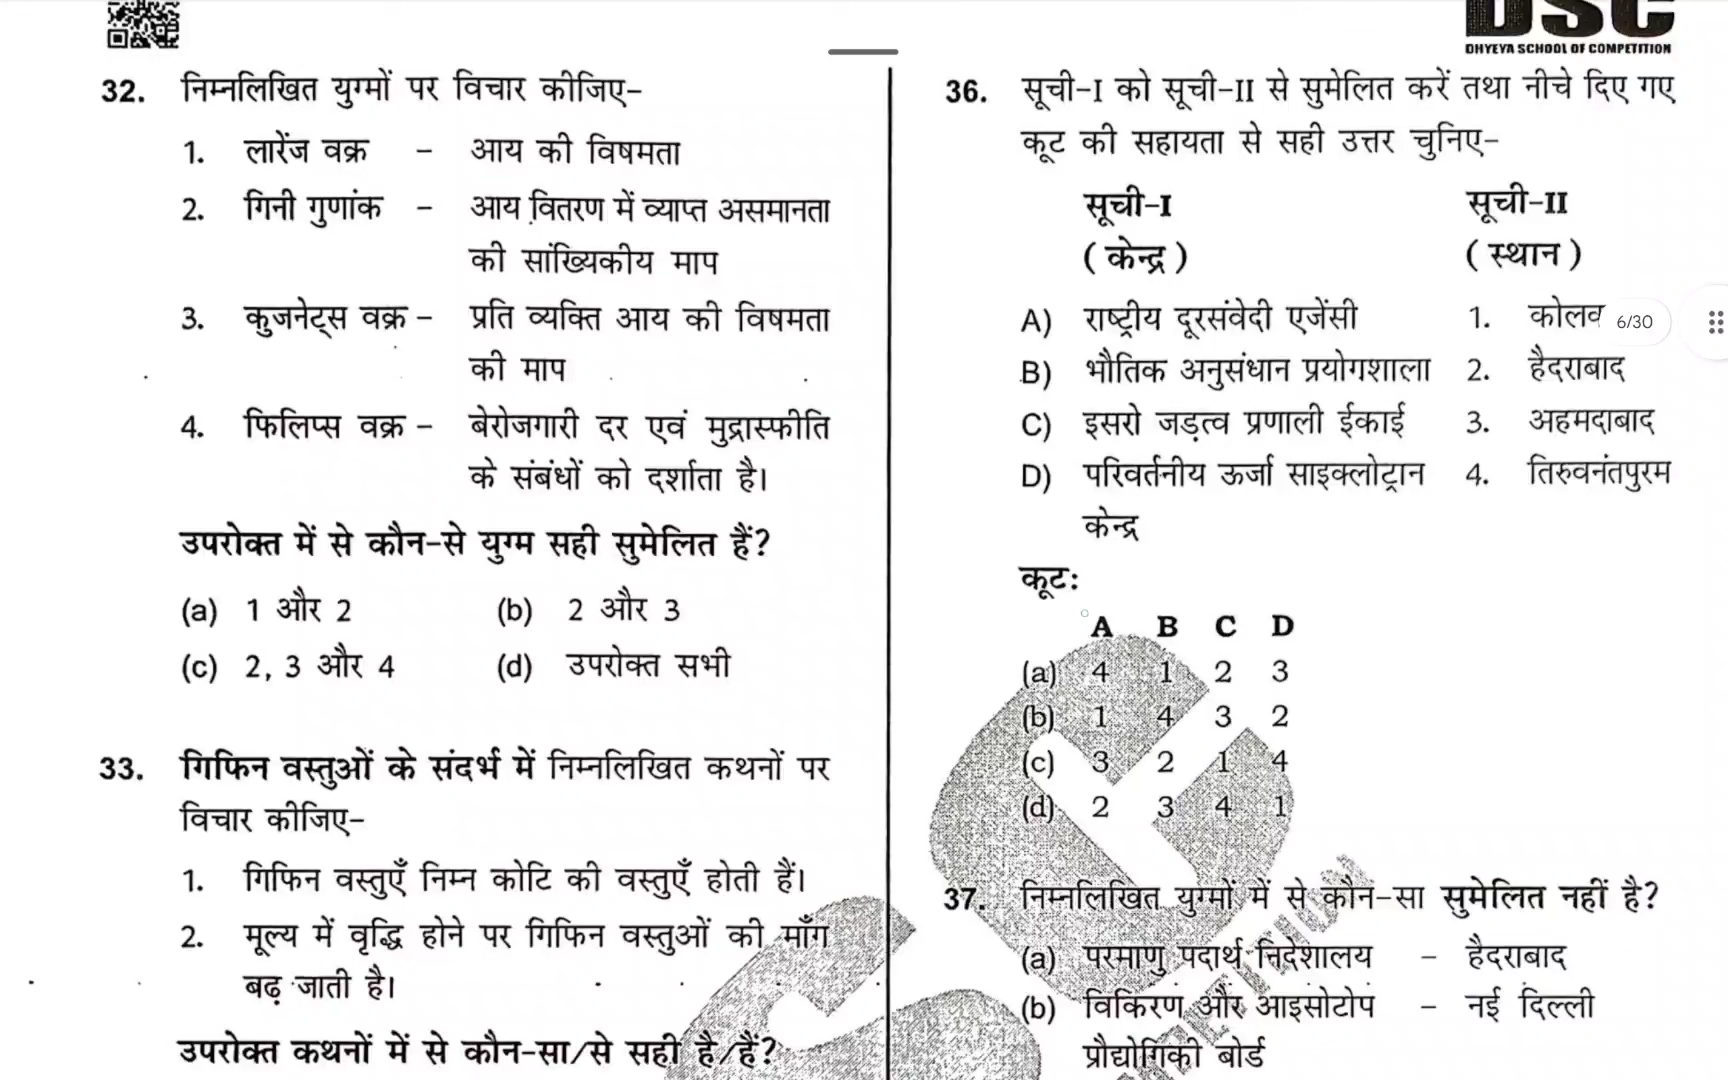 DSC
DHYEYA SCHOOL OF COMPETITION
32. निम्नलिखित युग्मों पर विचार कीजिए–
1. लारेंज वक्र – आय की विषमता
2. गिनी गुणांक – आय वितरण में व्याप्त असमानता
की सांख्यिकीय माप
3. कुजनेट्स वक्र – प्रति व्यक्ति आय की विषमता
की माप
4. फिलिप्स वक्र – बेरोजगारी दर एवं मुद्रास्फीति
के संबंधों को दर्शाता है।
उपरोक्त में से कौन-से युग्म सही सुमेलित हैं?
(a) 1 और 2 (b) 2 और 3
(c) 2, 3 और 4 (d) उपरोक्त सभी
33. गिफिन वस्तुओं के संदर्भ में निम्नलिखित कथनों पर
विचार कीजिए–
1. गिफिन वस्तुएँ निम्न कोटि की वस्तुएँ होती हैं।
2. मूल्य में वृद्धि होने पर गिफिन वस्तुओं की माँग
बढ़ जाती है।
उपरोक्त कथनों में से कौन-सा/से सही है/हैं?
36. सूची-I को सूची-II से सुमेलित करें तथा नीचे दिए गए
कूट की सहायता से सही उत्तर चुनिए–
सूची-I सूची-II
(केन्द्र) (स्थान)
A) राष्ट्रीय दूरसंवेदी एजेंसी 1.
6/30
B) भौतिक अनुसंधान प्रयोगशाला 2. हैदराबाद
C) इसरो जड़त्व प्रणाली ईकाई 3. अहमदाबाद
D) परिवर्तनीय ऊर्जा साइक्लोट्रान 4. तिरुवनंतपुरम
केन्द्र
कूटः
A B C D
(a) 4 1 2 3
(b) 1 4 3 2
(c) 3 2 1 4
(d) 2 3 4 1
37. निम्नलिखित युग्मों में से कौन-सा सुमेलित नहीं है?
(a) परमाणु पदार्थ निदेशालय – हैदराबाद
(b) विकिरण और आइसोटोप – नई दिल्ली
प्रौद्योगिकी बोर्ड